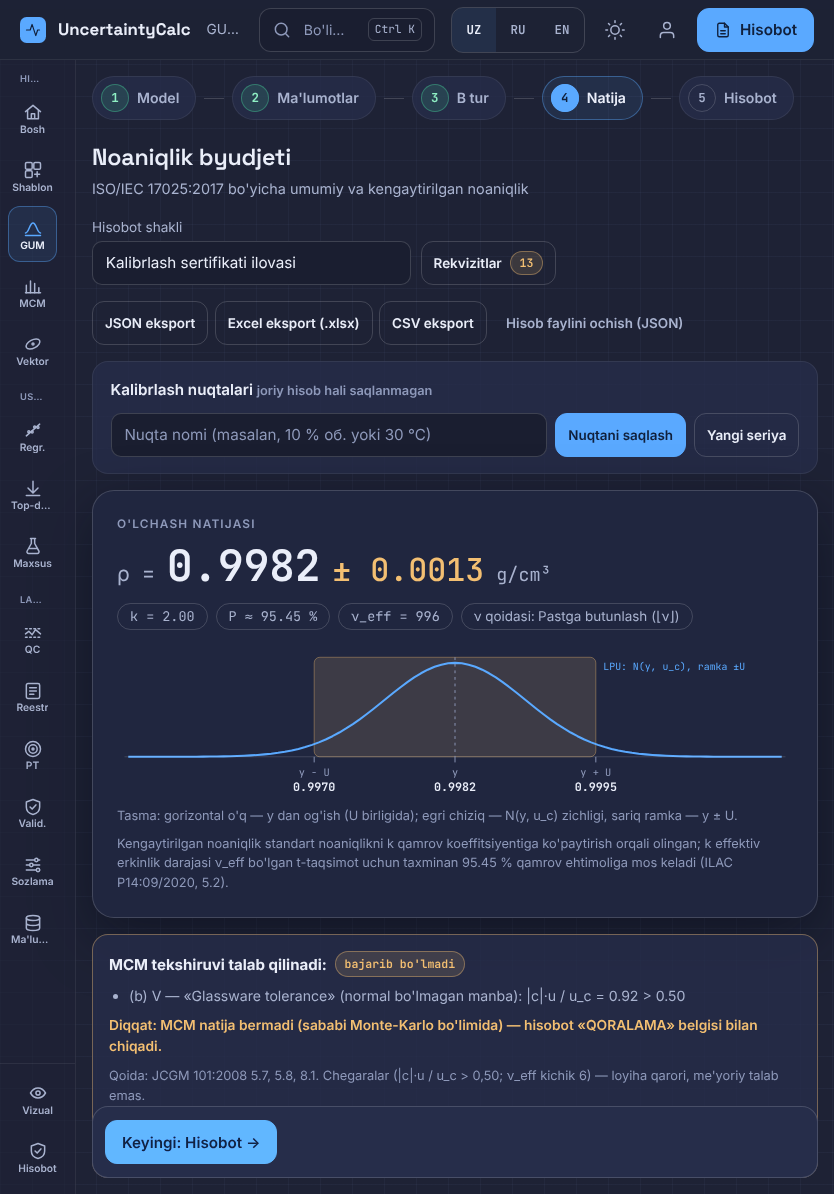 UncertaintyCalc GU... Bo'li... Ctrl K UZ RU EN Hisobot
HI...
Bosh
Shablon
GUM
MCM
Vektor
US...
Regr.
Top-d...
Maxsus
LA...
QC
Reestr
PT
Valid.
Sozlama
Ma'lu...
Vizual
Hisobot
1 Model 2 Ma'lumotlar 3 B tur 4 Natija 5 Hisobot
Noaniqlik byudjeti
ISO/IEC 17025:2017 bo'yicha umumiy va kengaytirilgan noaniqlik
Hisobot shakli
Kalibrlash sertifikati ilovasi Rekvizitlar 13
JSON eksport Excel eksport (.xlsx) CSV eksport Hisob faylini ochish (JSON)
Kalibrlash nuqtalari joriy hisob hali saqlanmagan
Nuqta nomi (masalan, 10 % об. yoki 30 °C) Nuqtani saqlash Yangi seriya
O'LCHASH NATIJASI
ρ = 0.9982 ± 0.0013 g/cm³
k = 2.00 P ≈ 95.45 % ν_eff = 996 ν qoidasi: Pastga butunlash (⌊ν⌋)
LPU: N(y, u_c), ramka ±U
y - U y y + U
0.9970 0.9982 0.9995
Tasma: gorizontal o'q — y dan og'ish (U birligida); egri chiziq — N(y, u_c) zichligi, sariq ramka — y ± U.
Kengaytirilgan noaniqlik standart noaniqlikni k qamrov koeffitsiyentiga ko'paytirish orqali olingan; k effektiv
erkinlik darajasi ν_eff bo'lgan t-taqsimot uchun taxminan 95.45 % qamrov ehtimoliga mos keladi (ILAC
P14:09/2020, 5.2).
MCM tekshiruvi talab qilinadi: bajarib bo'lmadi
• (b) V — «Glassware tolerance» (normal bo'lmagan manba): |c|·u / u_c = 0.92 > 0.50
Diqqat: MCM natija bermadi (sababi Monte-Karlo bo'limida) — hisobot «QORALAMA» belgisi bilan
chiqadi.
Qoida: JCGM 101:2008 5.7, 5.8, 8.1. Chegaralar (|c|·u / u_c > 0,50; ν_eff kichik 6) — loyiha qarori, me'yoriy talab
emas.
Keyingi: Hisobot →